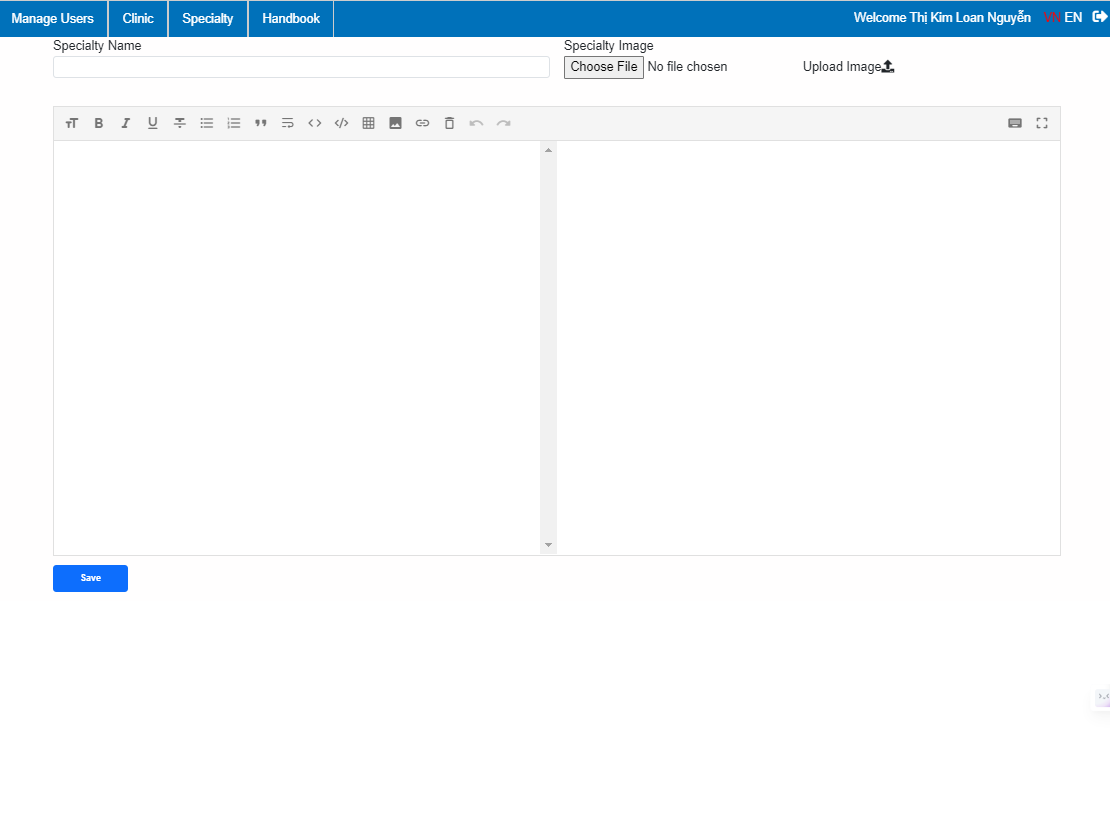 Manage Users Clinic Specialty Handbook Welcome Thị Kim Loan Nguyễn VN EN
Specialty Name Specialty Image
Choose File No file chosen Upload Image
Save